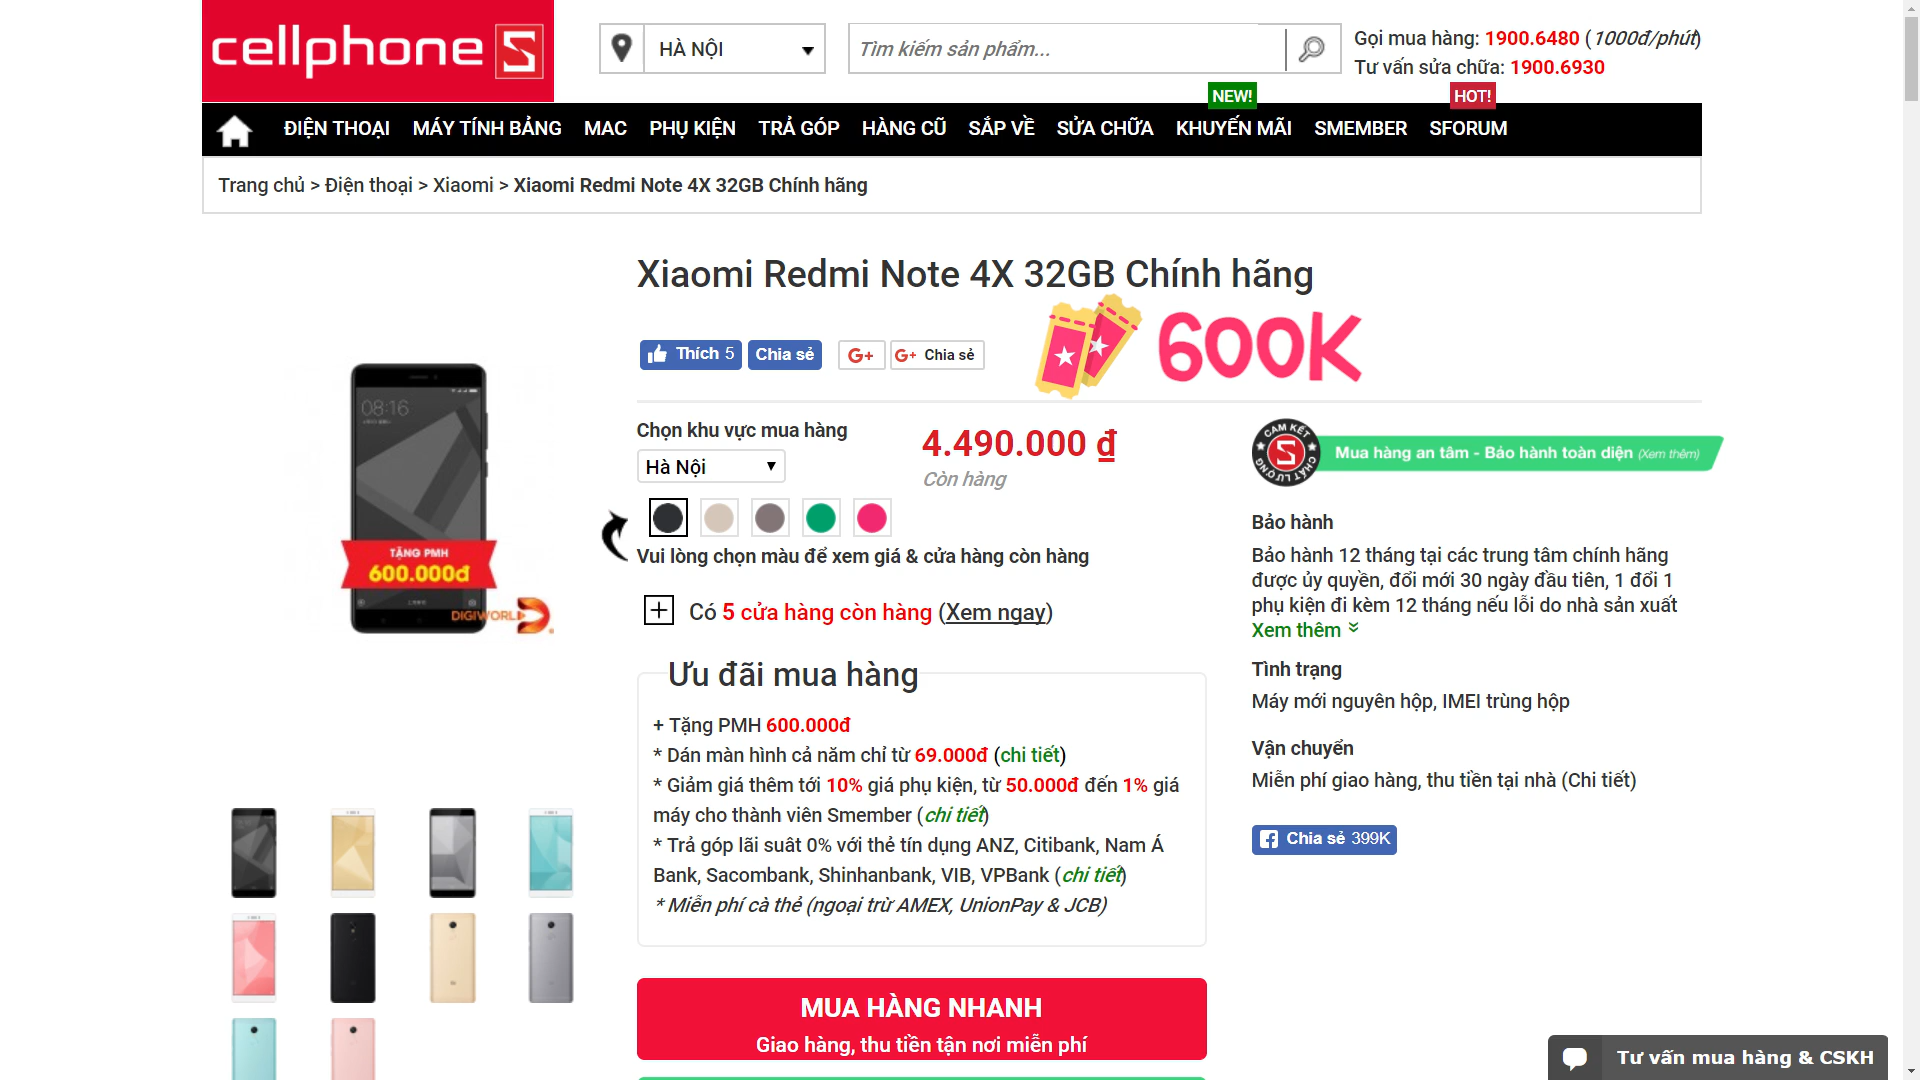 cellphoneS
HÀ NỘI
Tìm kiếm sản phẩm...
Gọi mua hàng: 1900.6480 (1000đ/phút)
Tư vấn sửa chữa: 1900.6930
NEW!
HOT!
ĐIỆN THOẠI MÁY TÍNH BẢNG MAC PHỤ KIỆN TRẢ GÓP HÀNG CŨ SẮP VỀ SỬA CHỮA KHUYẾN MÃI SMEMBER SFORUM
Trang chủ > Điện thoại > Xiaomi > Xiaomi Redmi Note 4X 32GB Chính hãng
Xiaomi Redmi Note 4X 32GB Chính hãng
600K
Thích 5
Chia sẻ
G+
G+ Chia sẻ
08:16
TẶNG PMH
600.000đ
DIGIWORLD
Chọn khu vực mua hàng
Hà Nội
4.490.000 ₫
Còn hàng
Vui lòng chọn màu để xem giá & cửa hàng còn hàng
Có 5 cửa hàng còn hàng (Xem ngay)
Ưu đãi mua hàng
+ Tặng PMH 600.000đ
* Dán màn hình cả năm chỉ từ 69.000đ (chi tiết)
* Giảm giá thêm tới 10% giá phụ kiện, từ 50.000đ đến 1% giá
máy cho thành viên Smember (chi tiết)
* Trả góp lãi suât 0% với thẻ tín dụng ANZ, Citibank, Nam Á
Bank, Sacombank, Shinhanbank, VIB, VPBank (chi tiết)
* Miễn phí cà thẻ (ngoại trừ AMEX, UnionPay & JCB)
MUA HÀNG NHANH
Giao hàng, thu tiền tận nơi miễn phí
CAM KẾT
S
CHẤT LƯỢNG
Mua hàng an tâm - Bảo hành toàn diện (Xem thêm)
Bảo hành
Bảo hành 12 tháng tại các trung tâm chính hãng
được ủy quyền, đổi mới 30 ngày đầu tiên, 1 đổi 1
phụ kiện đi kèm 12 tháng nếu lỗi do nhà sản xuất
Xem thêm
Tình trạng
Máy mới nguyên hộp, IMEI trùng hộp
Vận chuyển
Miễn phí giao hàng, thu tiền tại nhà (Chi tiết)
Chia sẻ 399K
Tư vấn mua hàng & CSKH